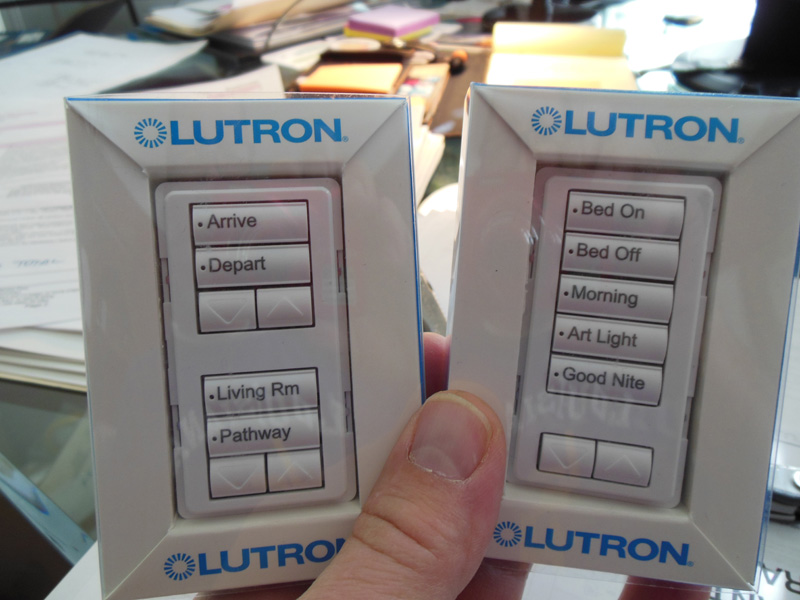 LUTRON
Arrive
Depart
Living Rm
Pathway
LUTRON
LUTRON
Bed On
Bed Off
Morning
Art Light
Good Nite
LUTRON